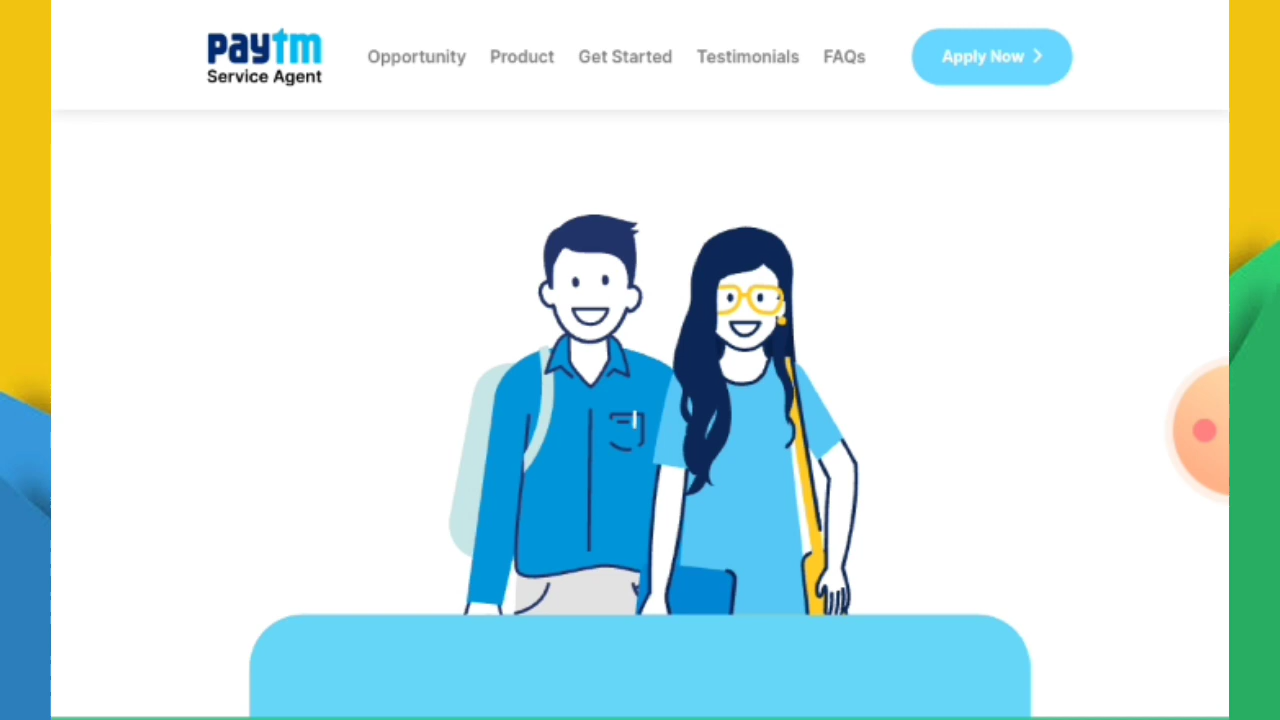 paytm
Service Agent
Opportunity Product Get Started Testimonials FAQs Apply Now